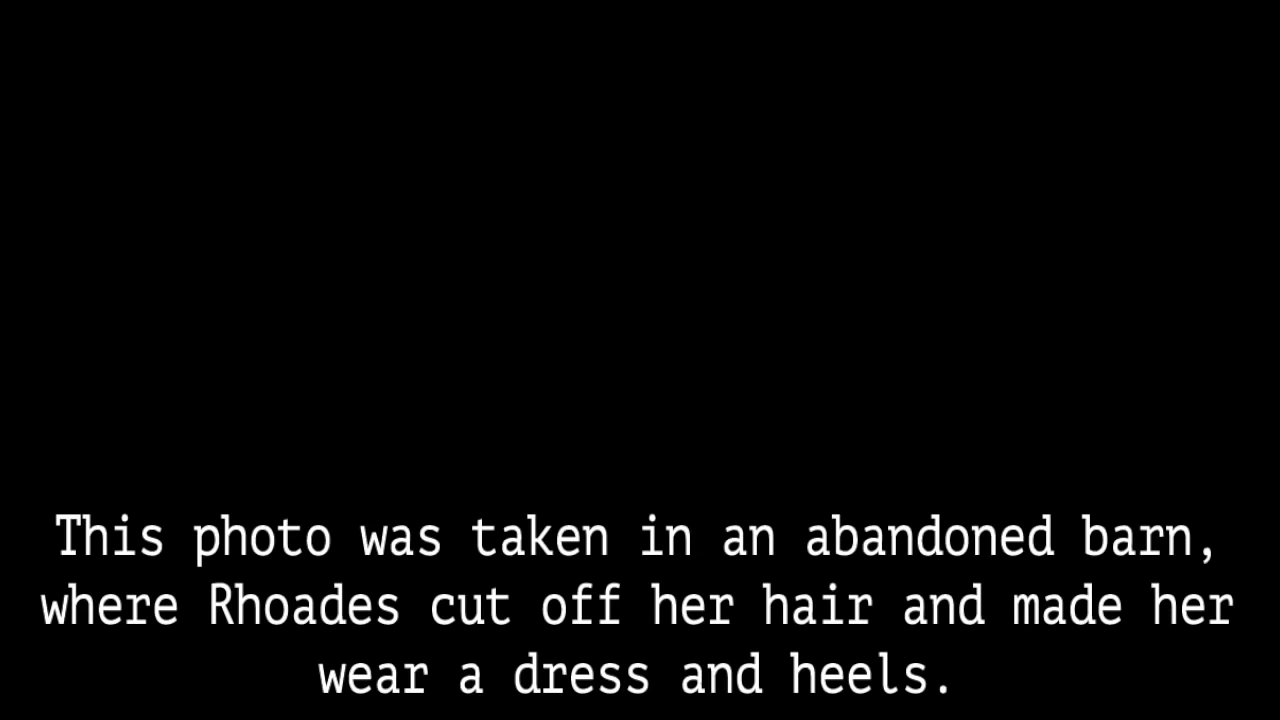 This photo was taken in an abandoned barn,
where Rhoades cut off her hair and made her
wear a dress and heels.